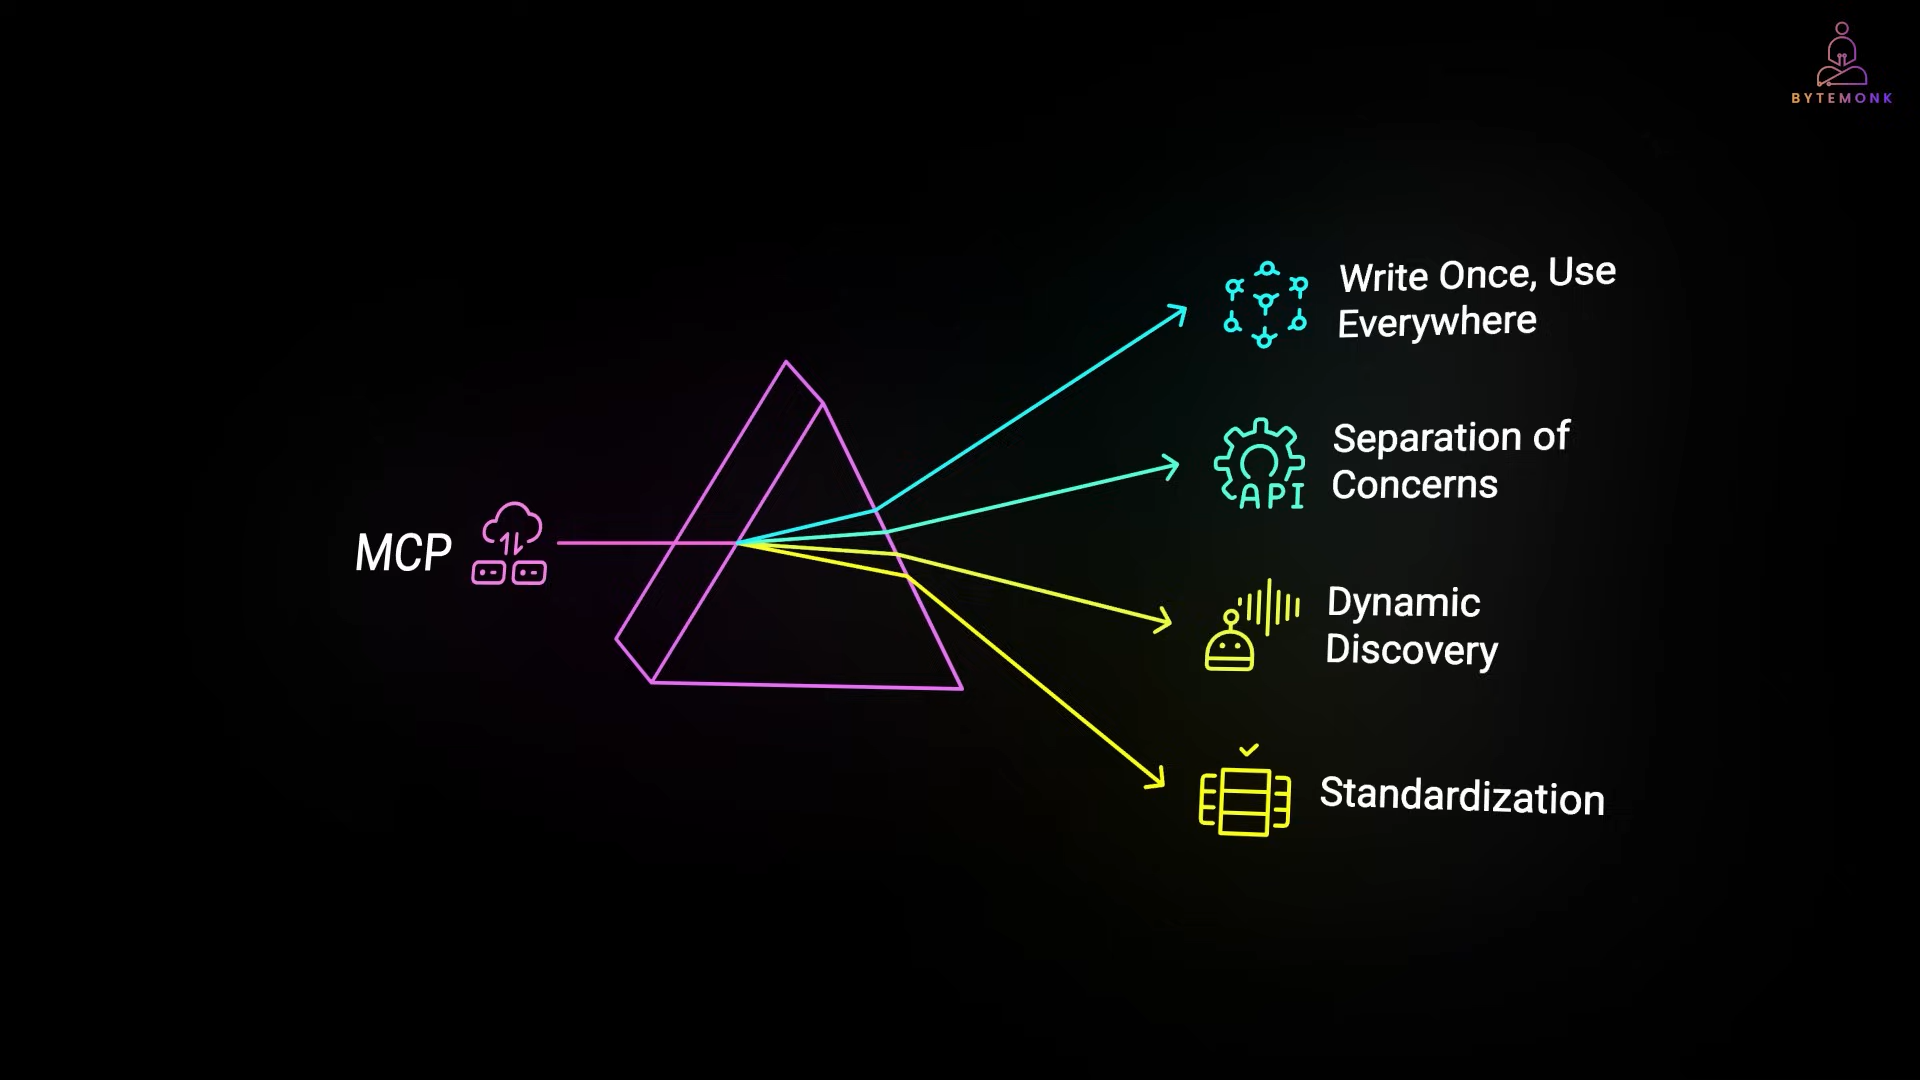 BYTEMONK
MCP
Write Once, Use
Everywhere
API
Separation of
Concerns
Dynamic
Discovery
Standardization